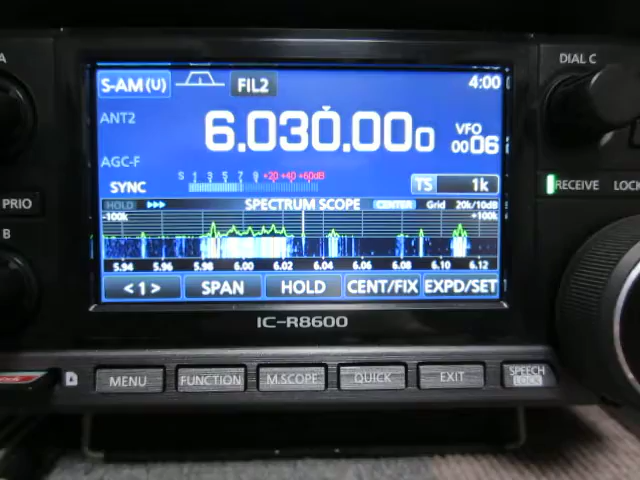 A
DIAL C
S-AM(U) FIL2 4:00
ANT2
6.030.000
VFO
0006
AGC-F
S 1 3 5 7 9 +20 +40 +60dB
SYNC
TS 1k
RECEIVE LOCK
PRIO
HOLD SPECTRUM SCOPE CENTER Grid 20k/10dB
-100k +100k
B
5.94 5.96 5.98 6.00 6.02 6.04 6.06 6.08 6.10 6.12
<1> SPAN HOLD CENT/FIX EXPD/SET
IC-R8600
MENU FUNCTION M.SCOPE QUICK EXIT SPEECH
LOCK